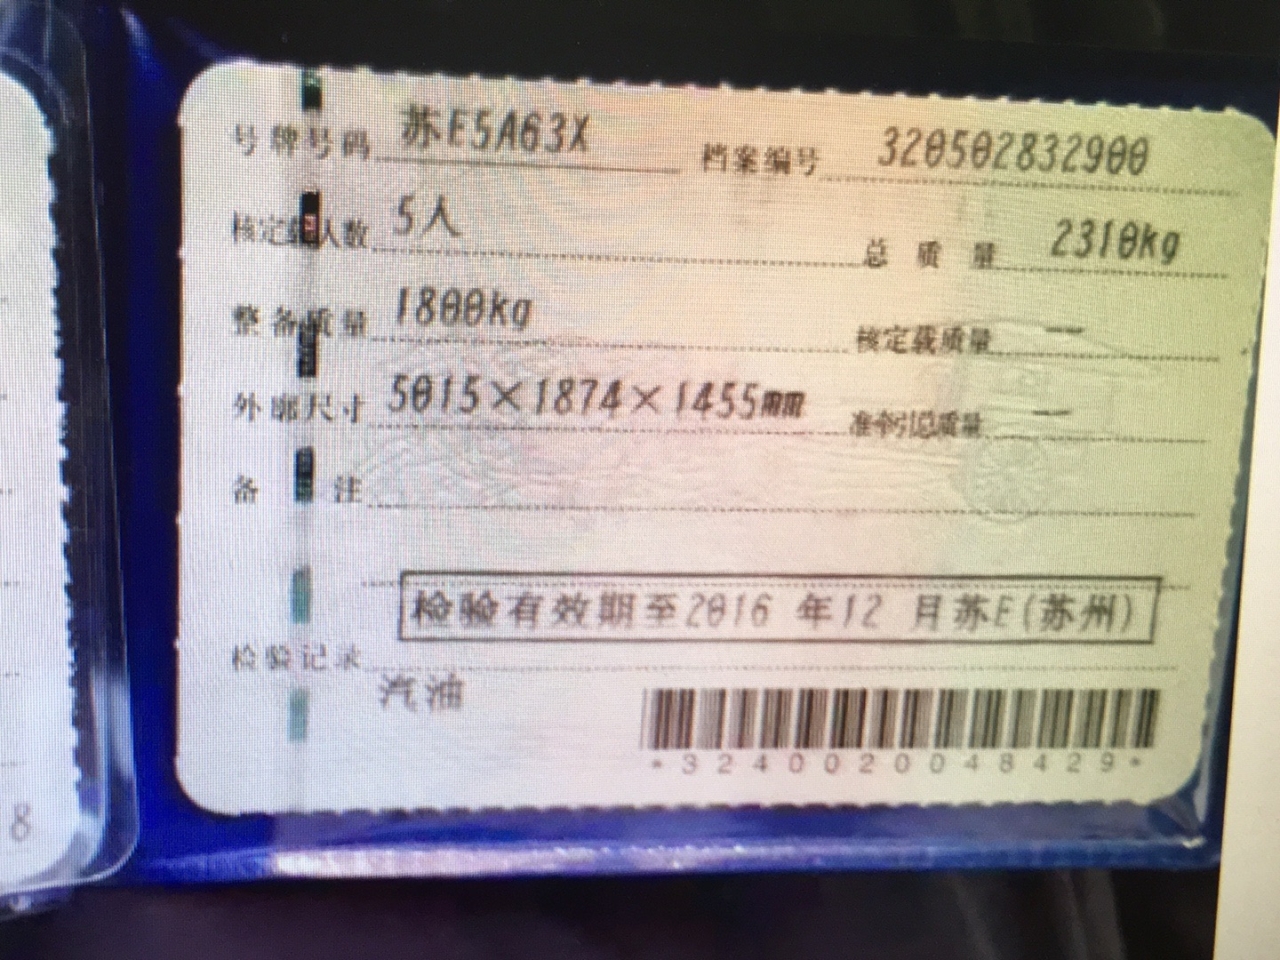 号牌号码 苏E5A63X 档案编号 320502832900
核定载人数 5人 总质量 2310kg
整备质量 1800kg 核定载质量 --
外廓尺寸 5015×1874×1455mm 准牵引总质量 --
备注
检验有效期至2016 年12 月苏E(苏州)
检验记录
汽油
*3240020048429*
8